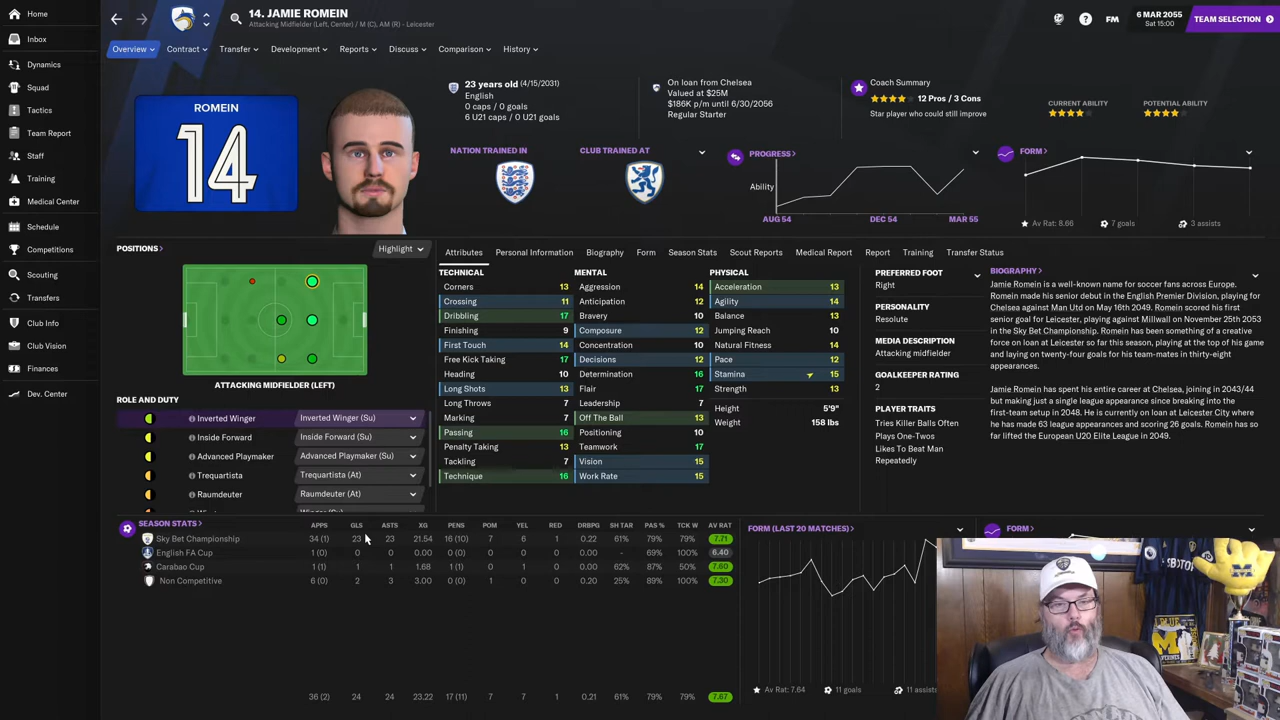 Home
Inbox
Dynamics
Squad
Tactics
Team Report
Staff
Training
Medical Center
Schedule
Competitions
Scouting
Transfers
Club Info
Club Vision
Finances
Dev. Center
14. JAMIE ROMEIN
Attacking Midfielder (Left, Center) / M (C), AM (R) - Leicester
FM
6 MAR 2055
Sat 15:00
TEAM SELECTION
Overview
Contract
Transfer
Development
Reports
Discuss
Comparison
History
ROMEIN
14
23 years old (4/15/2031)
English
0 caps / 0 goals
6 U21 caps / 0 U21 goals
On loan from Chelsea
Valued at $25M
$186K p/m until 6/30/2056
Regular Starter
Coach Summary
12 Pros / 3 Cons
Star player who could still improve
CURRENT ABILITY
POTENTIAL ABILITY
NATION TRAINED IN
CLUB TRAINED AT
PROGRESS
Ability
AUG 54
DEC 54
MAR 55
FORM
Av Rat: 8.66
7 goals
3 assists
POSITIONS
Highlight
ATTACKING MIDFIELDER (LEFT)
ROLE AND DUTY
Inverted Winger Inverted Winger (Su)
Inside Forward Inside Forward (Su)
Advanced Playmaker Advanced Playmaker (Su)
Trequartista Trequartista (At)
Raumdeuter Raumdeuter (At)
Attributes
Personal Information
Biography
Form
Season Stats
Scout Reports
Medical Report
Report
Training
Transfer Status
TECHNICAL
Corners 13
Crossing 11
Dribbling 17
Finishing 9
First Touch 14
Free Kick Taking 17
Heading 10
Long Shots 13
Long Throws 7
Marking 7
Passing 16
Penalty Taking 13
Tackling 7
Technique 16
MENTAL
Aggression 14
Anticipation 12
Bravery 10
Composure 12
Concentration 10
Decisions 12
Determination 16
Flair 17
Leadership 7
Off The Ball 13
Positioning 10
Teamwork 17
Vision 15
Work Rate 15
PHYSICAL
Acceleration 13
Agility 14
Balance 13
Jumping Reach 10
Natural Fitness 14
Pace 12
Stamina 15
Strength 13
Height 5'9"
Weight 158 lbs
PREFERRED FOOT
Right
PERSONALITY
Resolute
MEDIA DESCRIPTION
Attacking midfielder
GOALKEEPER RATING
2
PLAYER TRAITS
Tries Killer Balls Often
Plays One-Twos
Likes To Beat Man
Repeatedly
BIOGRAPHY
Jamie Romein is a well-known name for soccer fans across Europe.
Romein made his senior debut in the English Premier Division, playing for
Chelsea against Man Utd on May 16th 2049. Romein scored his first
senior goal for Leicester, playing against Millwall on November 25th 2053
in the Sky Bet Championship. Romein has been something of a creative
force on loan at Leicester so far this season, playing at the top of his game
and laying on twenty-four goals for his team-mates in thirty-eight
appearances.
Jamie Romein has spent his entire career at Chelsea, joining in 2043/44
but making just a single league appearance since breaking into the
first-team setup in 2048. He is currently on loan at Leicester City where
he has made 63 league appearances and scoring 26 goals. Romein has so
far lifted the European U20 Elite League in 2049.
SEASON STATS APPS GLS ASTS XG PENS POM YEL RED DRBPG SH TAR PAS % TCK W AV RAT
Sky Bet Championship 34 (1) 23 23 21.54 16 (10) 7 6 1 0.22 61% 79% 79% 7.71
English FA Cup 1 (0) 0 0 0.00 0 (0) 0 0 0 0.00 - 69% 100% 6.40
Carabao Cup 1 (1) 1 1 1.68 1 (1) 0 1 0 0.00 62% 87% 50% 7.60
Non Competitive 6 (0) 2 3 3.00 0 (0) 1 0 0 0.20 25% 89% 100% 7.30
36 (2) 24 24 23.22 17 (11) 7 7 1 0.21 61% 79% 79% 7.67
FORM (LAST 20 MATCHES)
Av Rat: 7.64
11 goals
11 assists
FORM